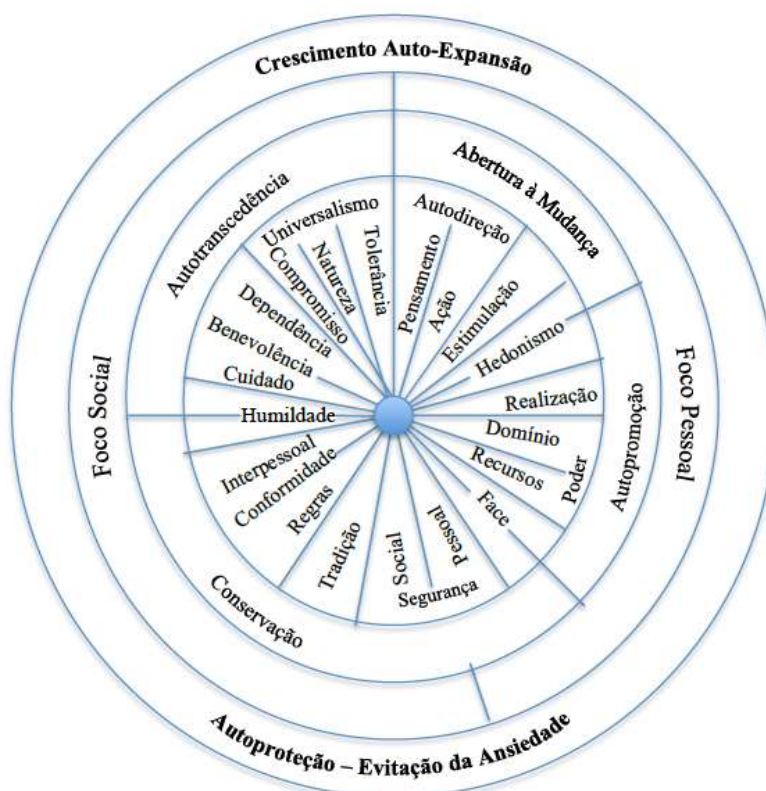 Crescimento Auto-Expansão
Abertura à Mudança
Autotranscedência
Foco Social
Foco Pessoal
Autopromoção
Conservação
Autoproteção – Evitação da Ansiedade
Universalismo
Natureza
Compromisso
Tolerância
Autodireção
Pensamento
Ação
Estimulação
Hedonismo
Realização
Domínio
Recursos
Poder
Face
Pessoal
Social
Segurança
Tradição
Regras
Conformidade
Interpessoal
Humildade
Cuidado
Benevolência
Dependência